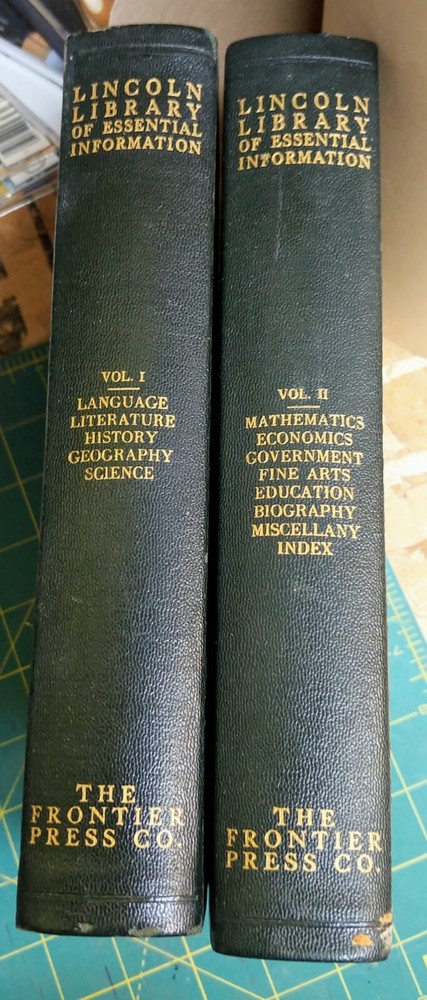 LINCOLN
LIBRARY
OF ESSENTIAL
INFORMATION
VOL. I
LANGUAGE
LITERATURE
HISTORY
GEOGRAPHY
SCIENCE
THE
FRONTIER
PRESS CO.
LINCOLN
LIBRARY
OF ESSENTIAL
INFORMATION
VOL. II
MATHEMATICS
ECONOMICS
GOVERNMENT
FINE ARTS
EDUCATION
BIOGRAPHY
MISCELLANY
INDEX
THE
FRONTIER
PRESS CO.